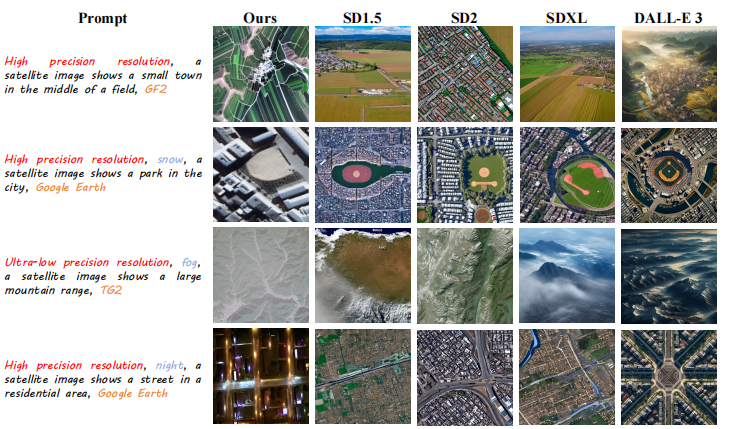 Prompt Ours SD1.5 SD2 SDXL DALL-E 3
High precision resolution, a
satellite image shows a small town
in the middle of a field, GF2
High precision resolution, snow, a
satellite image shows a park in the
city, Google Earth
Ultra-low precision resolution, fog,
a satellite image shows a large
mountain range, TG2
High precision resolution, night, a
satellite image shows a street in a
residential area, Google Earth